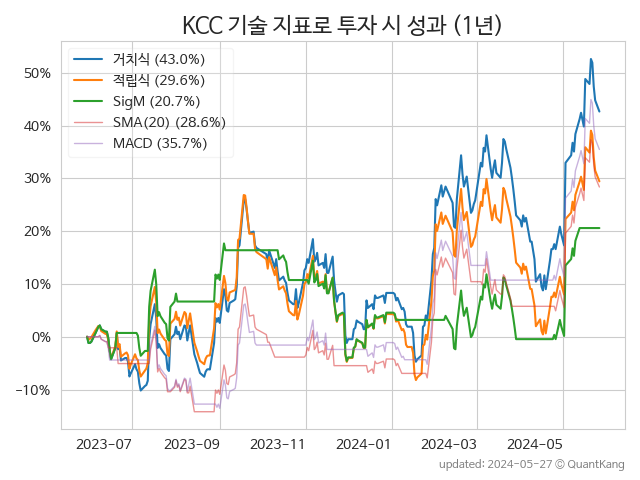 KCC 기술 지표로 투자 시 성과 (1년)
거치식 (43.0%)
적립식 (29.6%)
SigM (20.7%)
SMA(20) (28.6%)
MACD (35.7%)
50%
40%
30%
20%
10%
0%
−10%
2023-07 2023-09 2023-11 2024-01 2024-03 2024-05
updated: 2024-05-27 © QuantKang